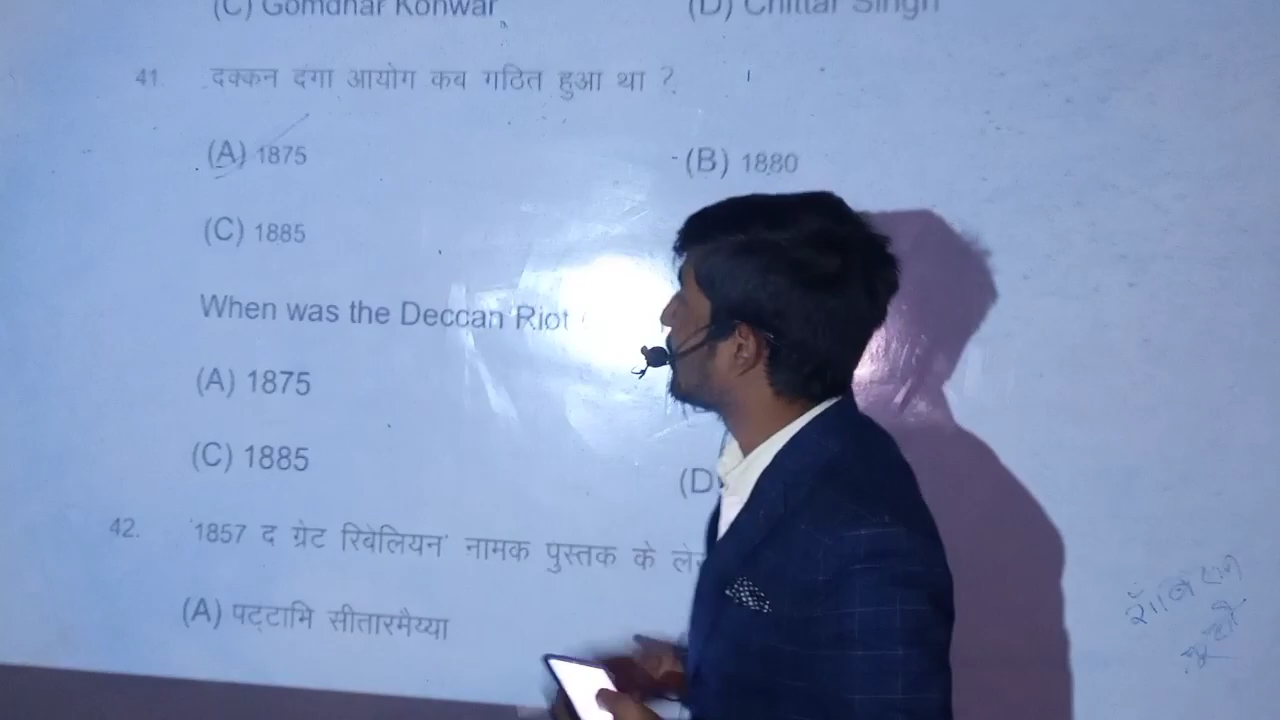 (C) Gomdhar Konwar (D) Chittar Singh
41. दक्कन दंगा आयोग कब गठित हुआ था ?
(A) 1875 (B) 1880
(C) 1885
When was the Deccan Riot
(A) 1875
(C) 1885 (D
42. '1857 द ग्रेट रिबेलियन' नामक पुस्तक के
(A) पट्टाभि सीतारमैय्या